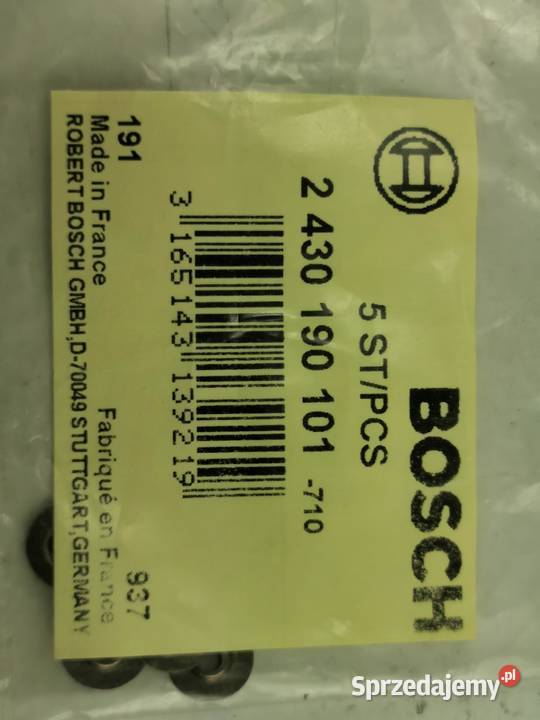 BOSCH
5 ST/PCS
2 430 190 101 -710
3 165143 139219
191 937
Made in France Fabriqué en France
ROBERT BOSCH GMBH,D-70049 STUTTGART,GERMANY
Sprzedajemy.pl